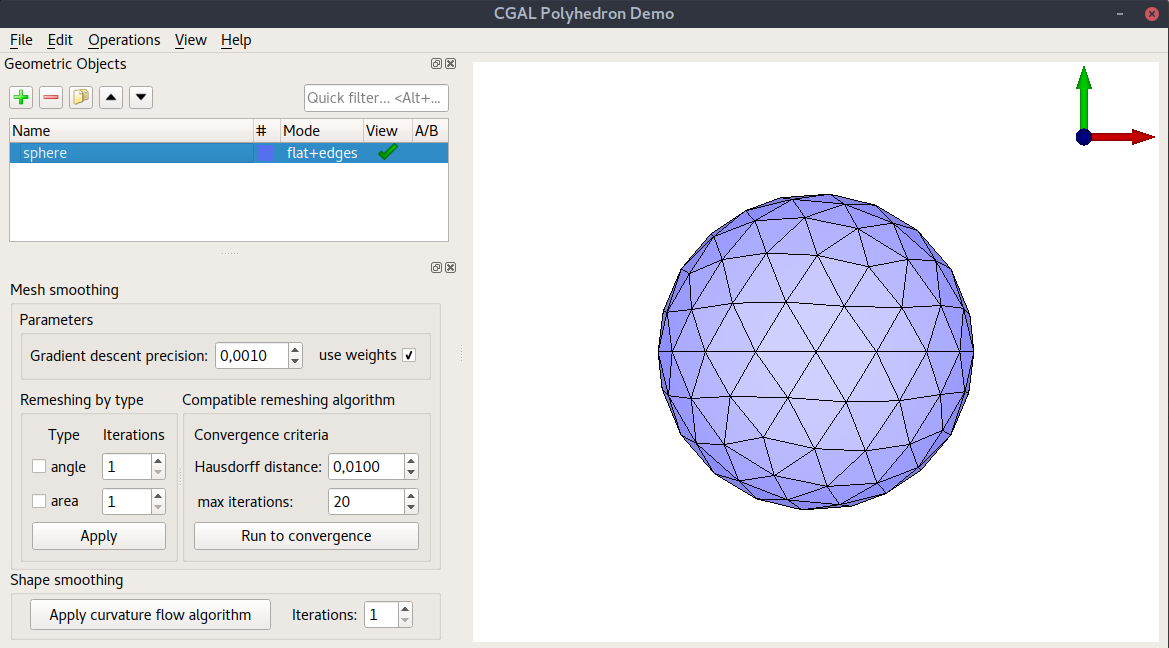 CGAL Polyhedron Demo
File Edit Operations View Help
Geometric Objects
Quick filter... <Alt+...
Name # Mode View A/B
sphere flat+edges
Mesh smoothing
Parameters
Gradient descent precision: 0,0010 use weights
Remeshing by type Compatible remeshing algorithm
Type Iterations Convergence criteria
angle 1 Hausdorff distance: 0,0100
area 1 max iterations: 20
Apply Run to convergence
Shape smoothing
Apply curvature flow algorithm Iterations: 1